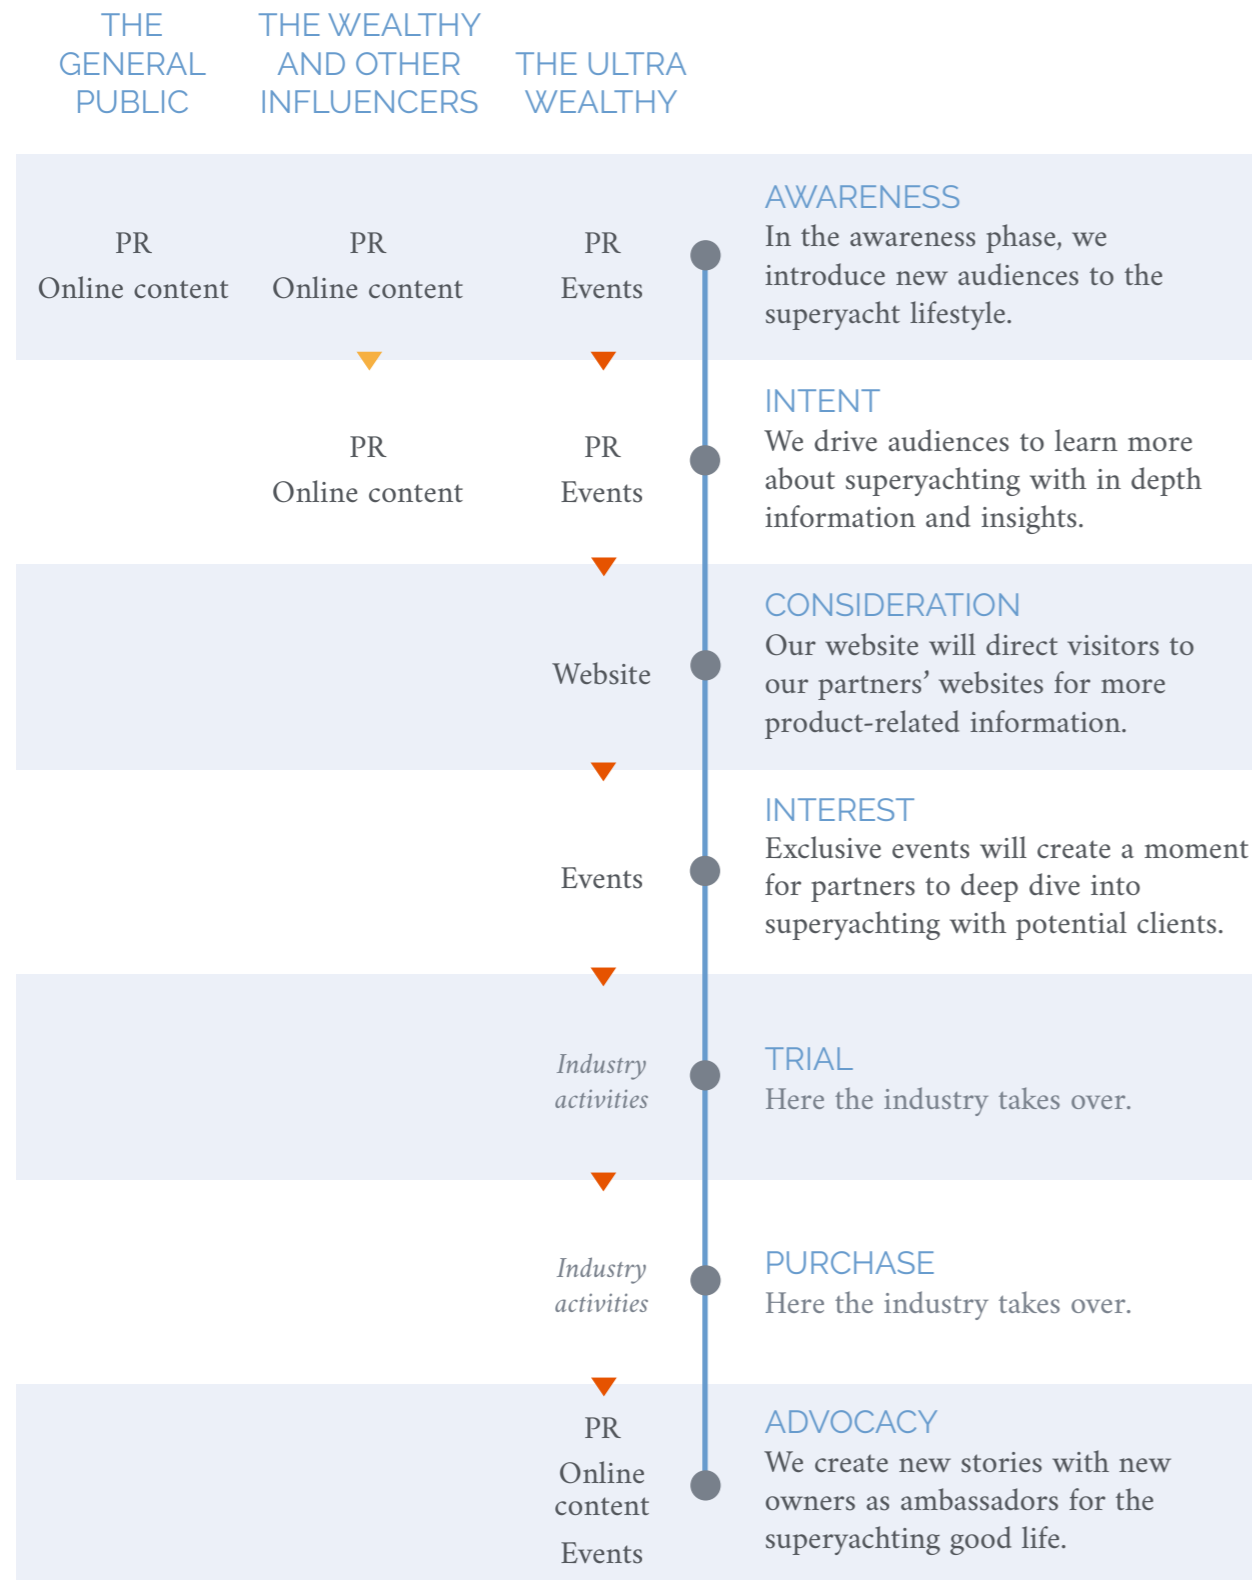 THE
GENERAL
PUBLIC
THE WEALTHY
AND OTHER
INFLUENCERS
THE ULTRA
WEALTHY
PR
Online content
PR
Online content
PR
Events
AWARENESS
In the awareness phase, we
introduce new audiences to the
superyacht lifestyle.
PR
Online content
PR
Events
INTENT
We drive audiences to learn more
about superyachting with in depth
information and insights.
Website
CONSIDERATION
Our website will direct visitors to
our partners’ websites for more
product-related information.
Events
INTEREST
Exclusive events will create a moment
for partners to deep dive into
superyachting with potential clients.
Industry
activities
TRIAL
Here the industry takes over.
Industry
activities
PURCHASE
Here the industry takes over.
PR
Online
content
Events
ADVOCACY
We create new stories with new
owners as ambassadors for the
superyachting good life.